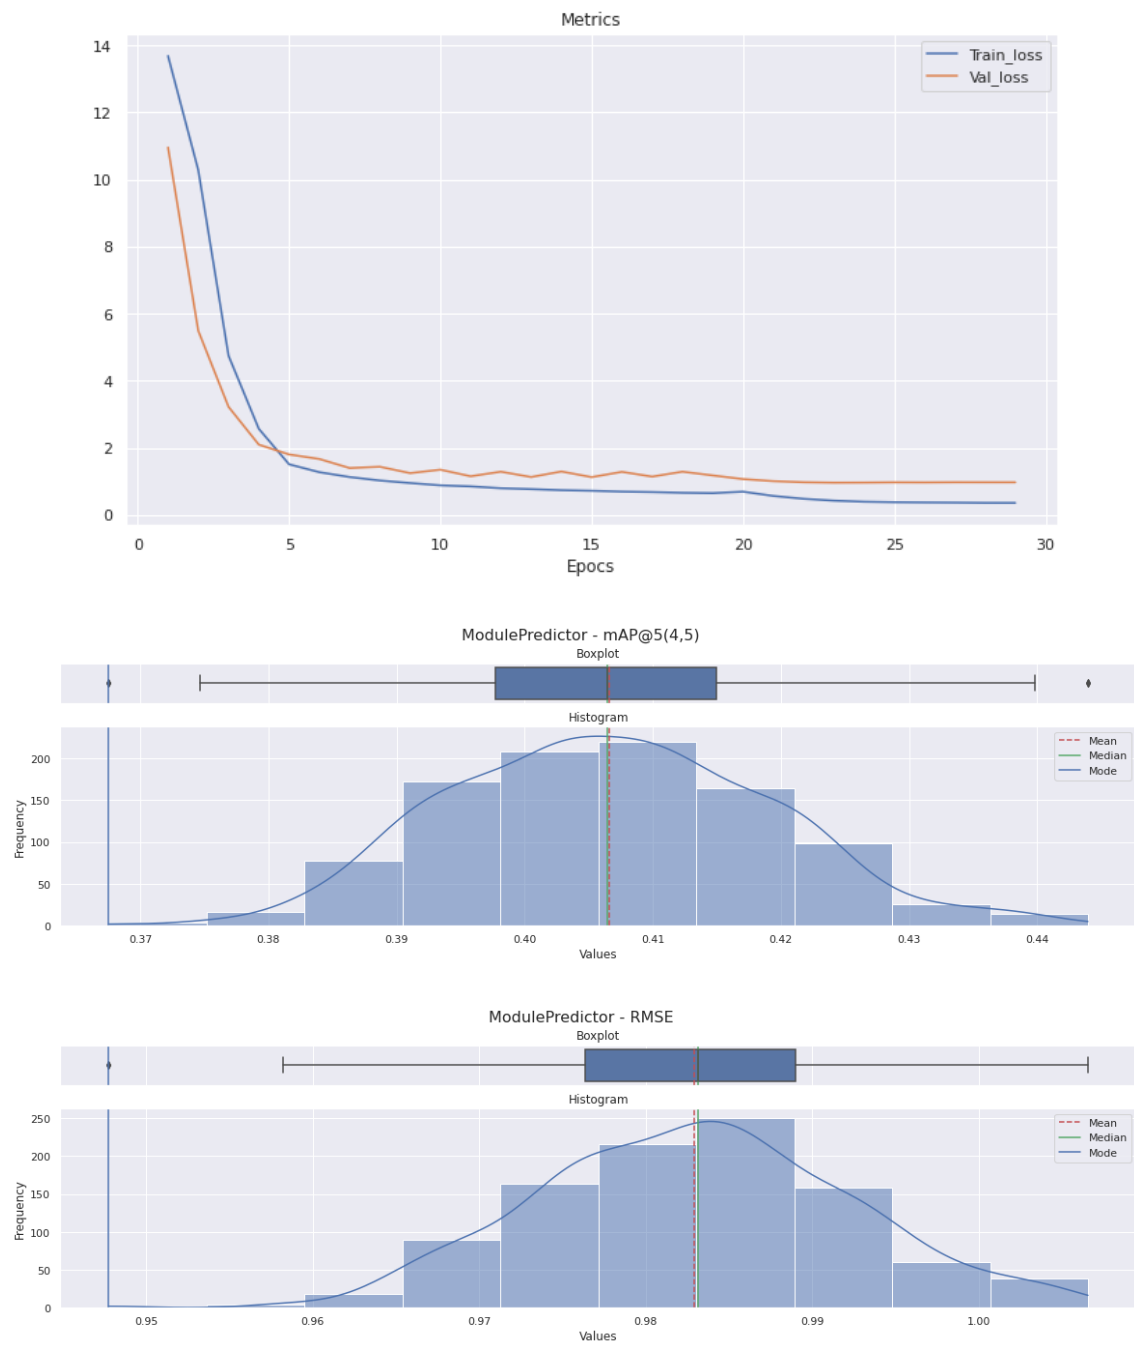 Metrics
Train_loss
Val_loss
14
12
10
8
6
4
2
0
0 5 10 15 20 25 30
Epocs
ModulePredictor - mAP@5(4,5)
Boxplot
Histogram
Mean
Median
Mode
Frequency
200
150
100
50
0
0.37 0.38 0.39 0.40 0.41 0.42 0.43 0.44
Values
ModulePredictor - RMSE
Boxplot
Histogram
Mean
Median
Mode
Frequency
250
200
150
100
50
0
0.95 0.96 0.97 0.98 0.99 1.00
Values